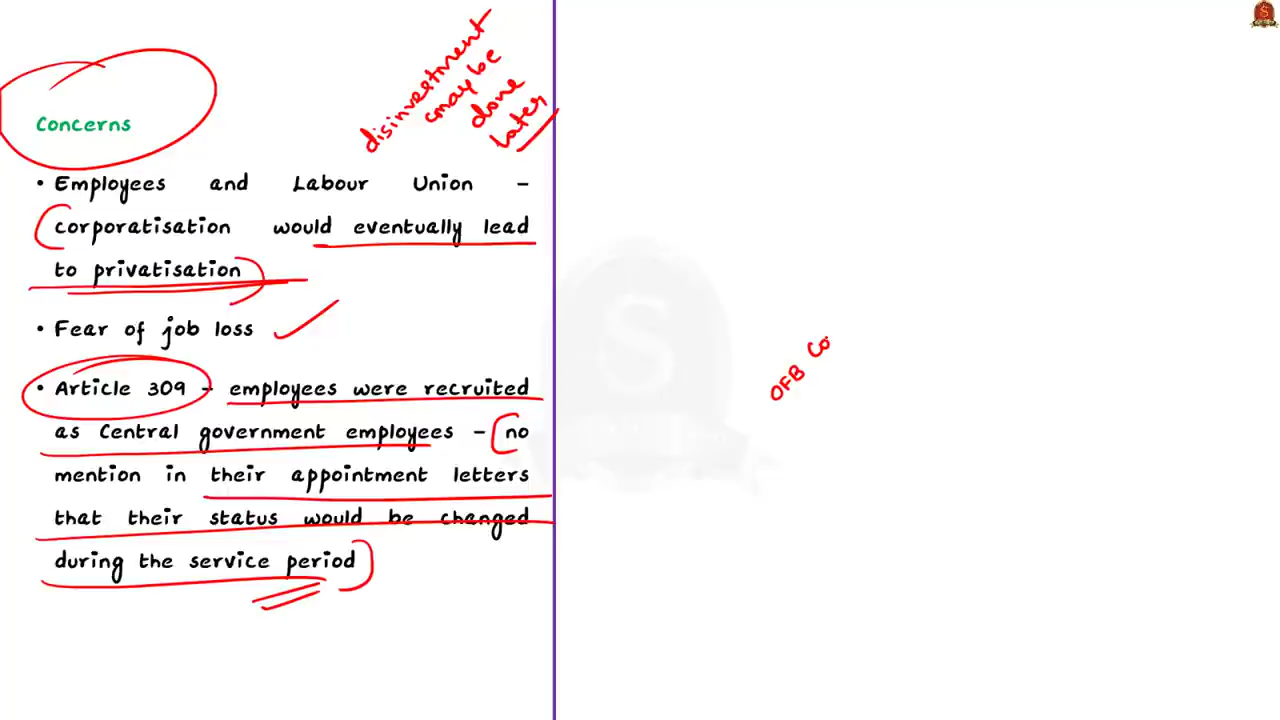 disinvestment
may be
done
later
Concerns
• Employees and Labour Union -
corporatisation would eventually lead
to privatisation
• Fear of job loss
• Article 309 - employees were recruited
as Central government employees - no
mention in their appointment letters
that their status would be changed
during the service period
OFB Co
S